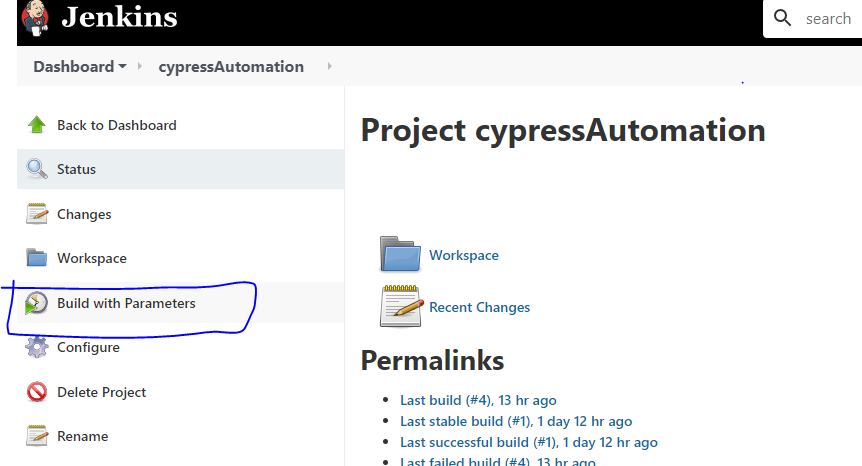 Jenkins
search
Dashboard
cypressAutomation
Back to Dashboard
Status
Changes
Workspace
Build with Parameters
Configure
Delete Project
Rename
Project cypressAutomation
Workspace
Recent Changes
Permalinks
Last build (#4), 13 hr ago
Last stable build (#1), 1 day 12 hr ago
Last successful build (#1), 1 day 12 hr ago
Last failed build (#4), 13 hr ago